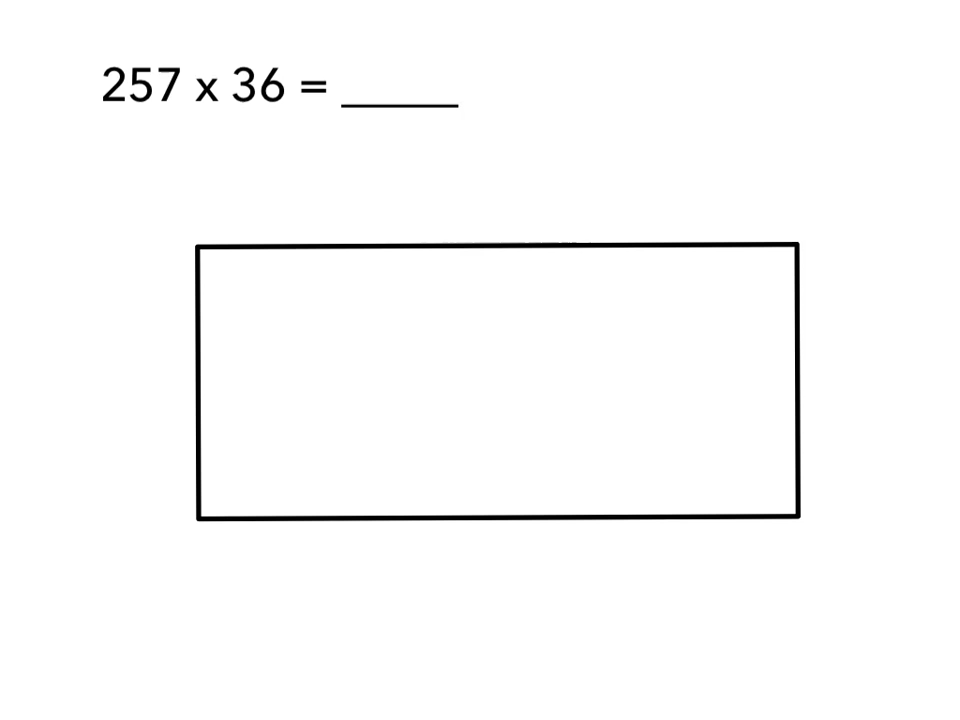 257 x 36 = _____